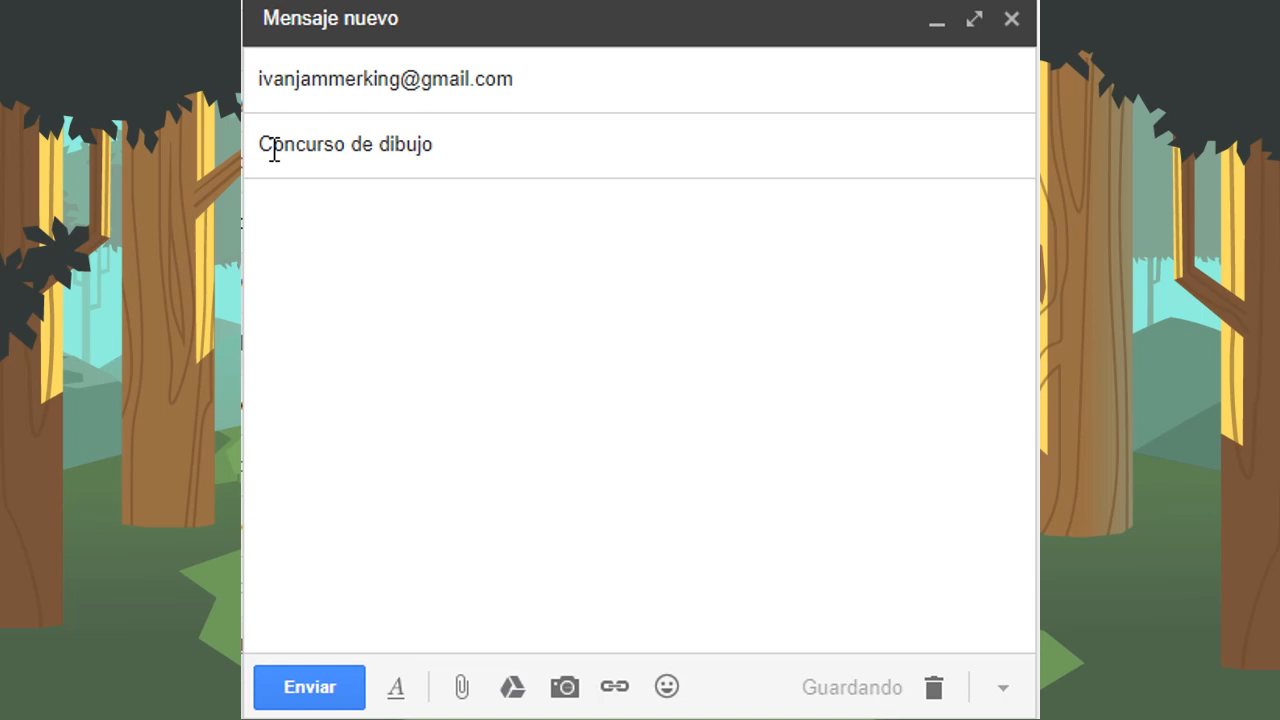 Mensaje nuevo
ivanjammerking@gmail.com
Concurso de dibujo
Enviar
A
Guardando